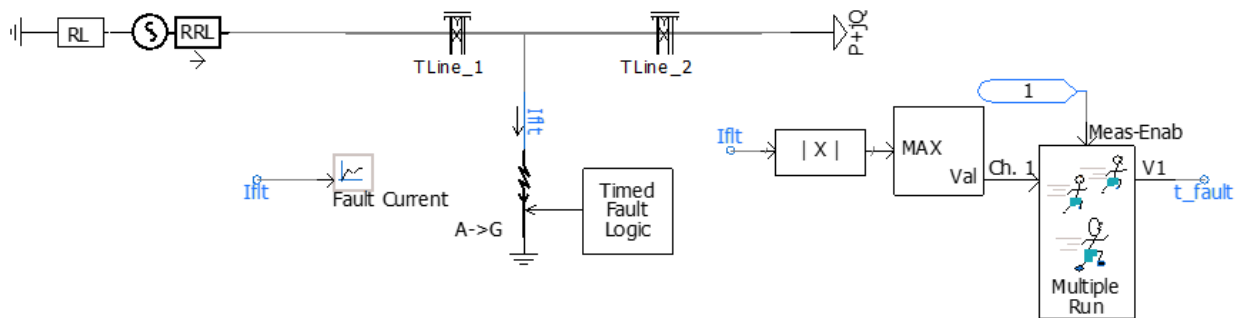 RL
RRL
TLine_1
TLine_2
P+jQ
Iflt
Iflt
Fault Current
A->G
Timed
Fault
Logic
Iflt
| X |
MAX
Val
Ch. 1
1
Meas-Enab
V1
t_fault
Multiple
Run